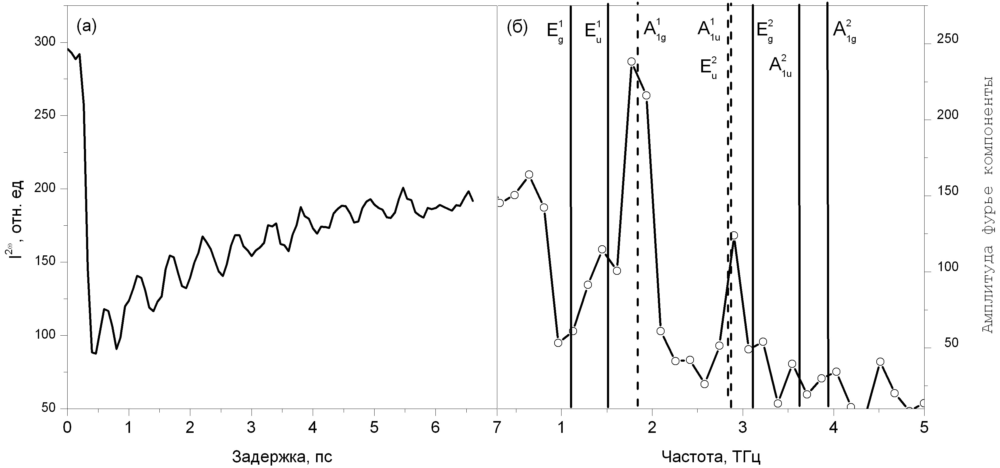 (а)
I²ω, отн. ед
300
250
200
150
100
50
0 1 2 3 4 5 6 7
Задержка, пс
(б)
E¹g E¹u A¹1g A¹1u E²g A²1g
E²u A²1u
250
200
150
100
50
1 2 3 4 5
Частота, ТГц
Амплитуда фурье компоненты